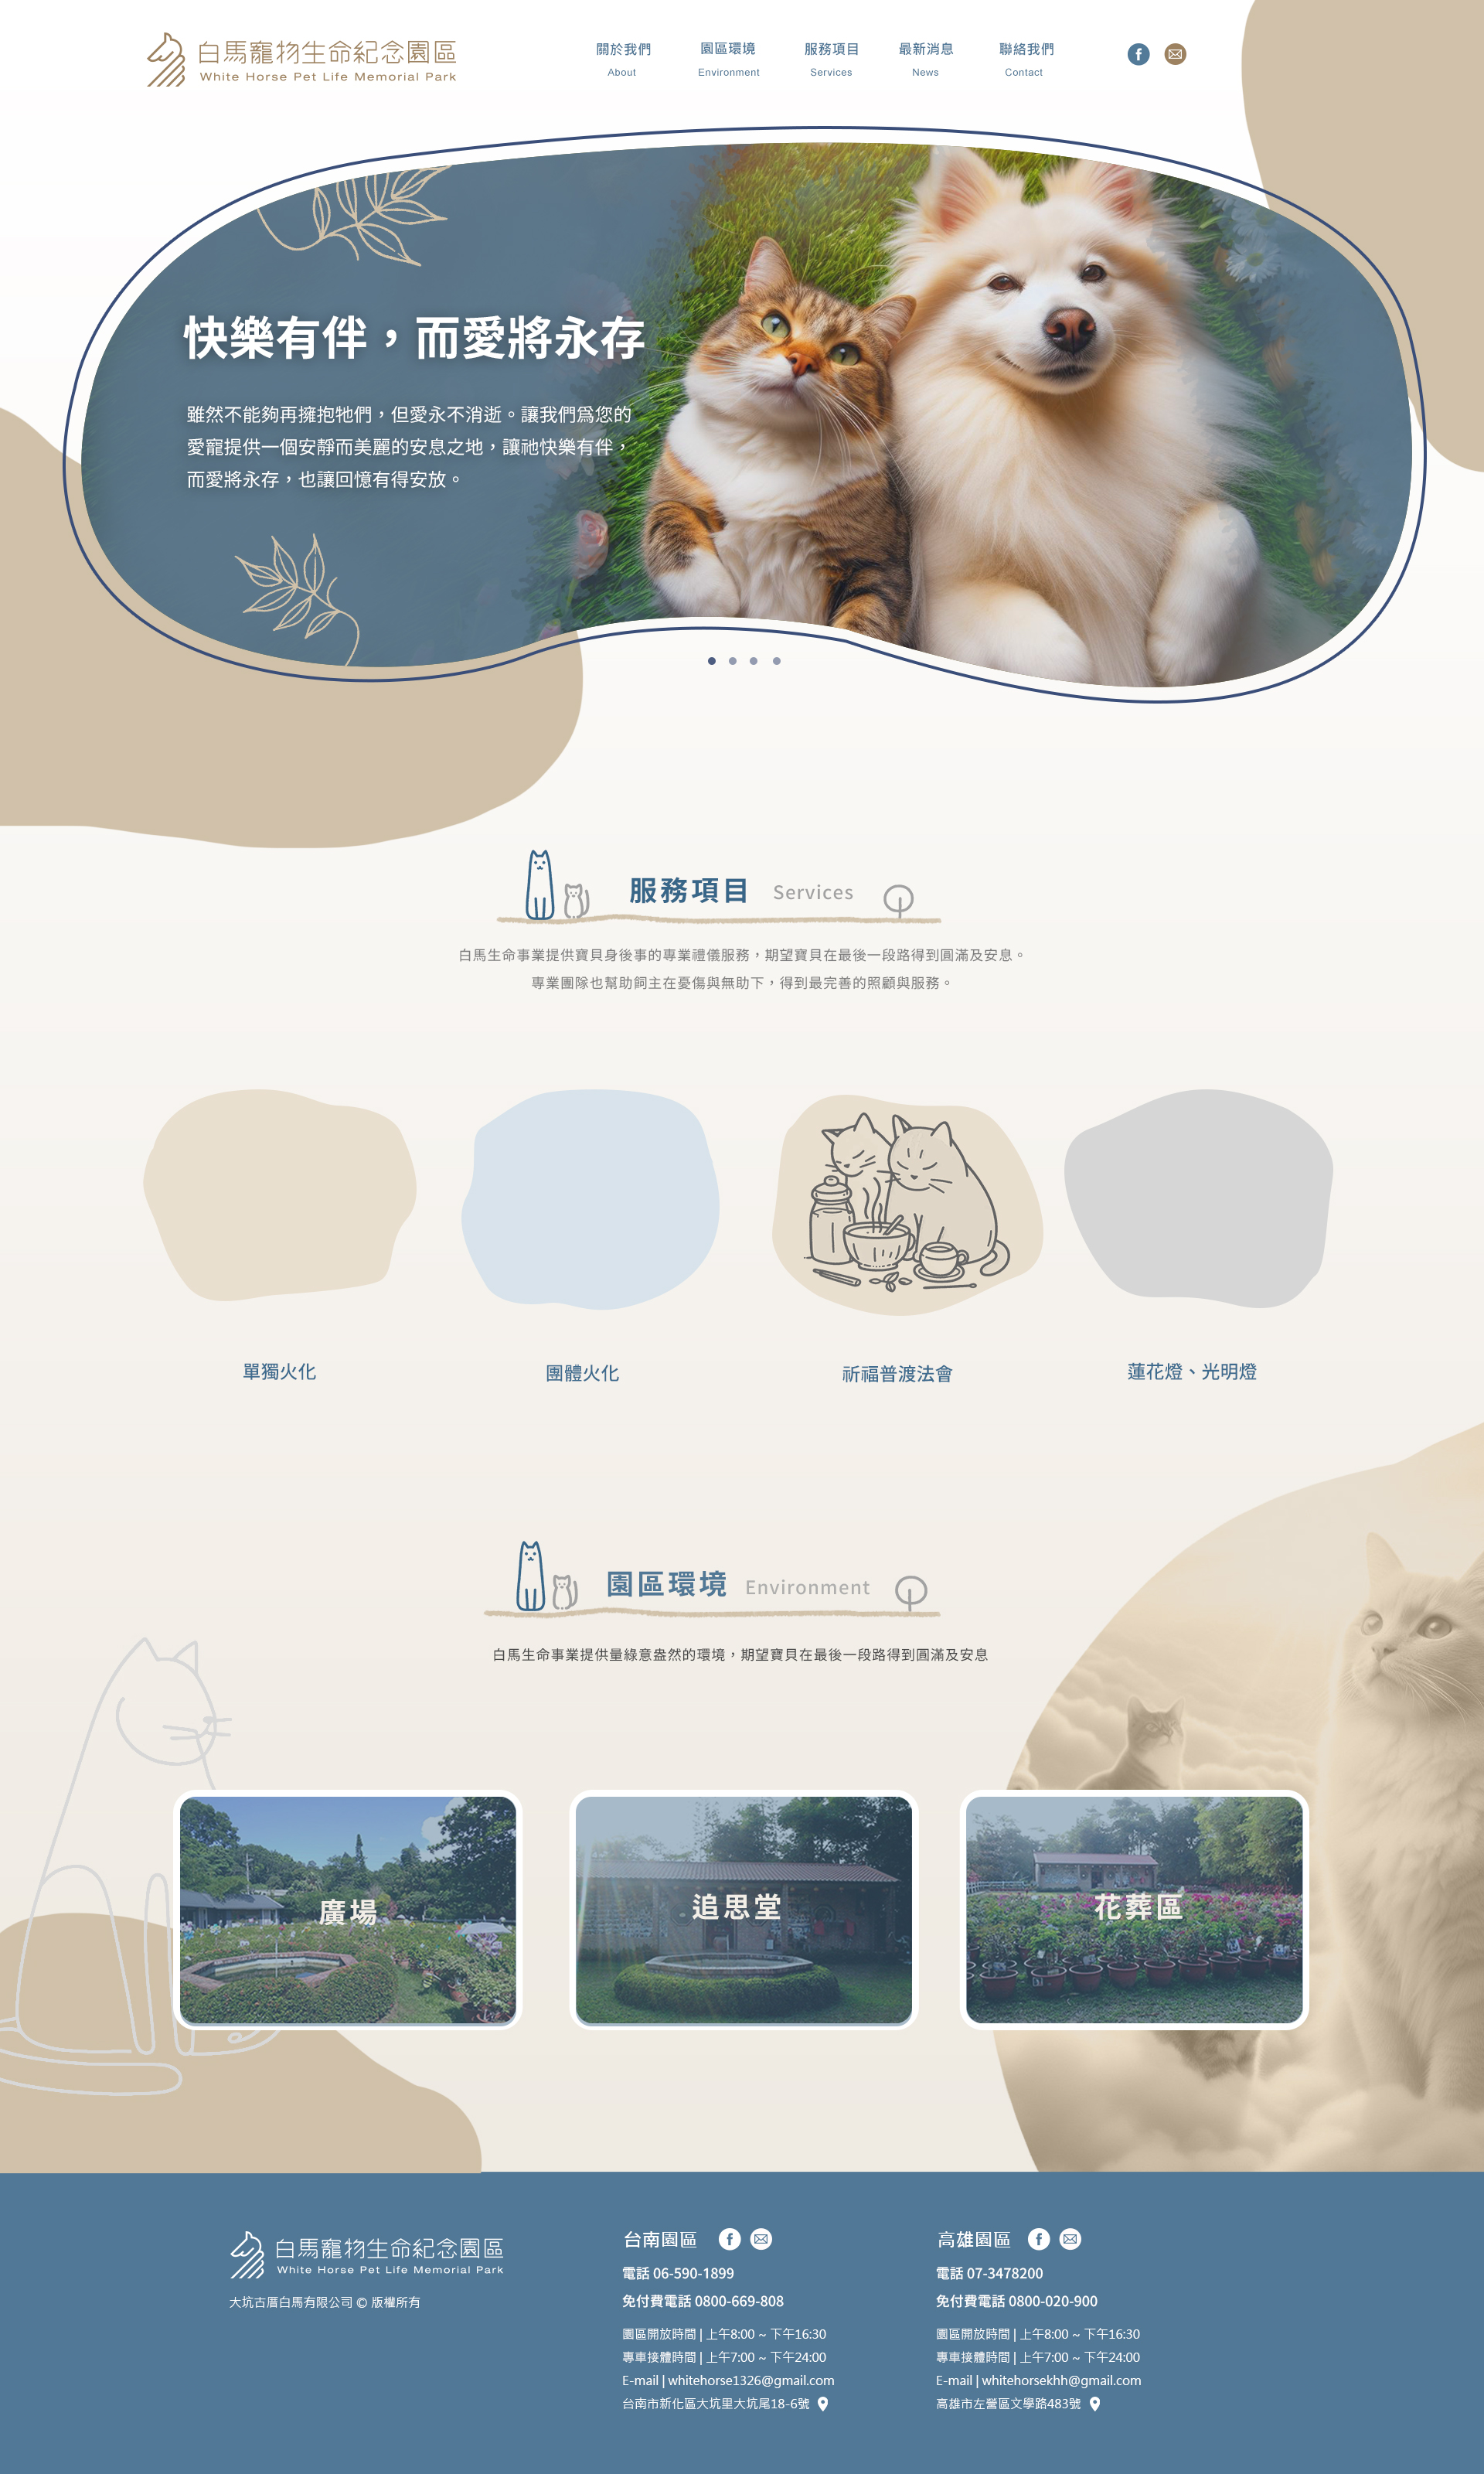 白馬寵物生命紀念園區
White Horse Pet Life Memorial Park
關於我們
About
園區環境
Environment
服務項目
Services
最新消息
News
聯絡我們
Contact
快樂有伴，而愛將永存
雖然不能夠再擁抱牠們，但愛永不消逝。讓我們爲您的
愛寵提供一個安靜而美麗的安息之地，讓祂快樂有伴，
而愛將永存，也讓回憶有得安放。
服務項目 Services
白馬生命事業提供寶貝身後事的專業禮儀服務，期望寶貝在最後一段路得到圓滿及安息。
專業團隊也幫助飼主在憂傷與無助下，得到最完善的照顧與服務。
單獨火化
團體火化
祈福普渡法會
蓮花燈、光明燈
園區環境 Environment
白馬生命事業提供量綠意盎然的環境，期望寶貝在最後一段路得到圓滿及安息
廣場
追思堂
花葬區
白馬寵物生命紀念園區
White Horse Pet Life Memorial Park
大坑古厝白馬有限公司 © 版權所有
台南園區
電話 06-590-1899
免付費電話 0800-669-808
園區開放時間 | 上午8:00 ~ 下午16:30
專車接體時間 | 上午7:00 ~ 下午24:00
E-mail | whitehorse1326@gmail.com
台南市新化區大坑里大坑尾18-6號
高雄園區
電話 07-3478200
免付費電話 0800-020-900
園區開放時間 | 上午8:00 ~ 下午16:30
專車接體時間 | 上午7:00 ~ 下午24:00
E-mail | whitehorsekhh@gmail.com
高雄市左營區文學路483號